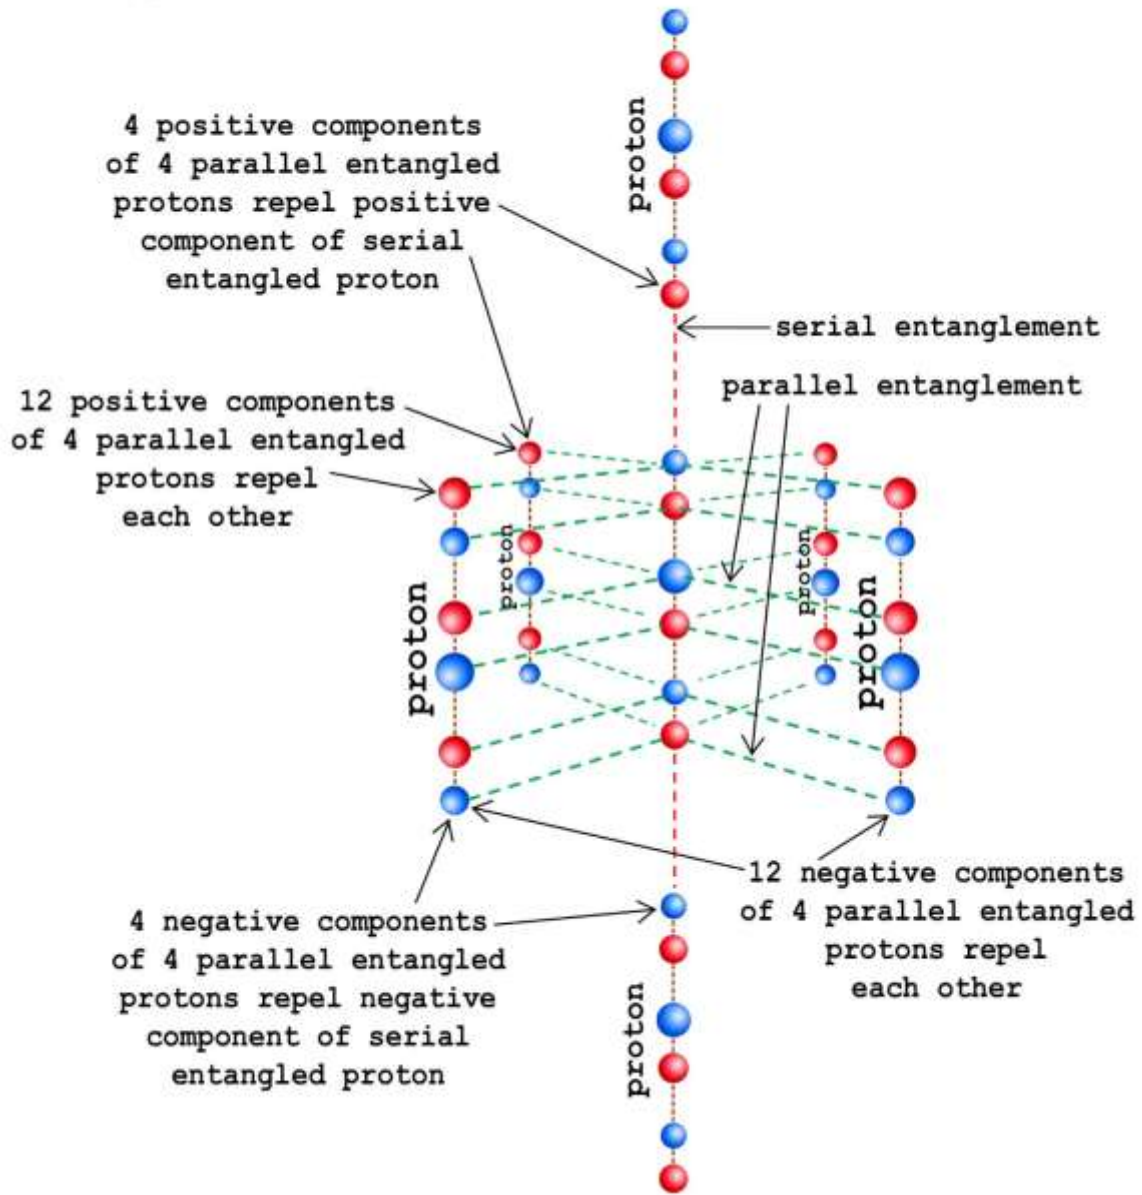 proton
4 positive components
of 4 parallel entangled
protons repel positive
component of serial
entangled proton
serial entanglement
parallel entanglement
12 positive components
of 4 parallel entangled
protons repel
each other
proton
proton
proton
proton
12 negative components
of 4 parallel entangled
protons repel
each other
4 negative components
of 4 parallel entangled
protons repel negative
component of serial
entangled proton
proton